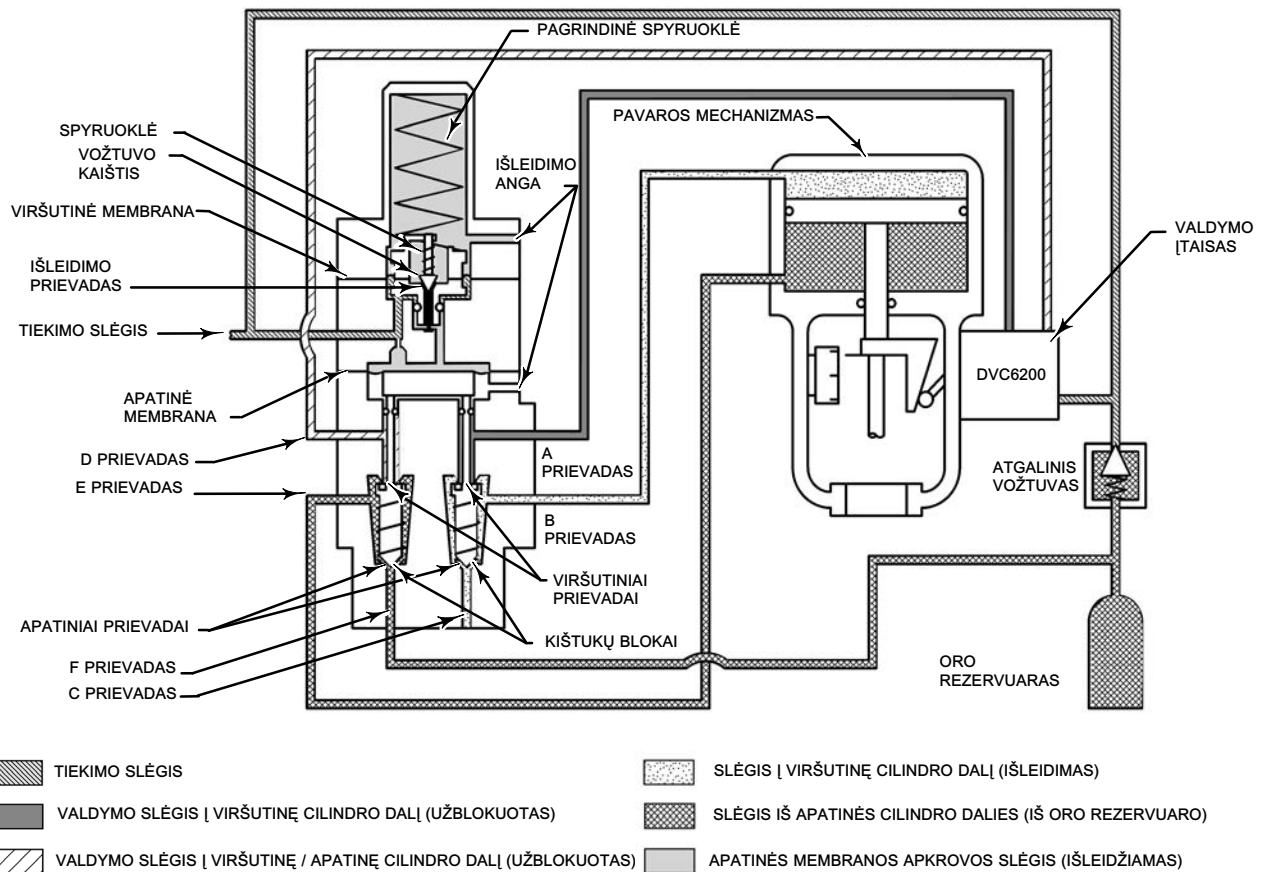 PAGRINDINĖ SPYRUOKLĖ
SPYRUOKLĖ
VOŽTUVO
KAIŠTIS
VIRŠUTINĖ MEMBRANA
IŠLEIDIMO
PRIEVADAS
TIEKIMO SLĖGIS
IŠLEIDIMO
ANGA
PAVAROS MECHANIZMAS
VALDYMO
ĮTAISAS
DVC6200
APATINĖ
MEMBRANA
D PRIEVADAS
E PRIEVADAS
A
PRIEVADAS
B
PRIEVADAS
ATGALINIS
VOŽTUVAS
VIRŠUTINIAI
PRIEVADAI
APATINIAI PRIEVADAI
KIŠTUKŲ BLOKAI
F PRIEVADAS
C PRIEVADAS
ORO
REZERVUARAS
TIEKIMO SLĖGIS
SLĖGIS Į VIRŠUTINĘ CILINDRO DALĮ (IŠLEIDIMAS)
VALDYMO SLĖGIS Į VIRŠUTINĘ CILINDRO DALĮ (UŽBLOKUOTAS)
SLĖGIS IŠ APATINĖS CILINDRO DALIES (IŠ ORO REZERVUARO)
VALDYMO SLĖGIS Į VIRŠUTINĘ / APATINĘ CILINDRO DALĮ (UŽBLOKUOTAS)
APATINĖS MEMBRANOS APKROVOS SLĖGIS (IŠLEIDŽIAMAS)